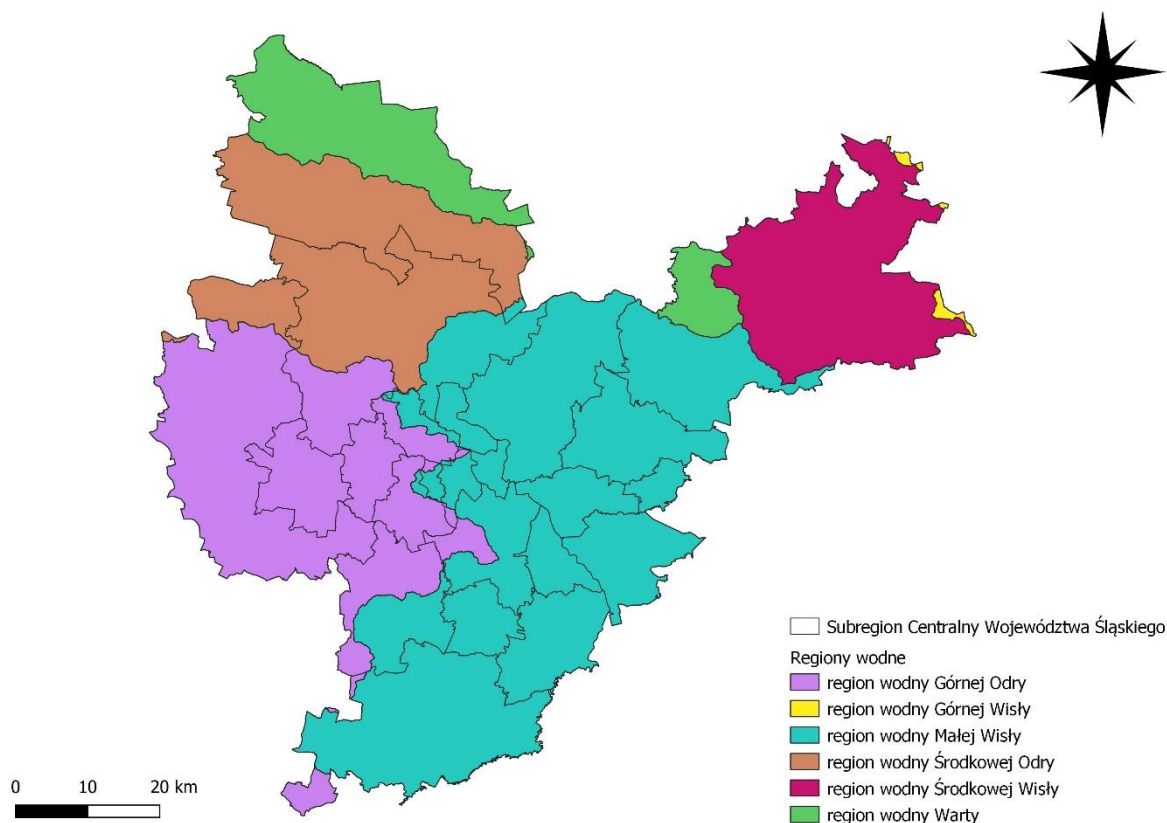 Subregion Centralny Województwa Śląskiego
Regiony wodne
region wodny Górnej Odry
region wodny Górnej Wisły
region wodny Małej Wisły
region wodny Środkowej Odry
region wodny Środkowej Wisły
region wodny Warty
0 10 20 km